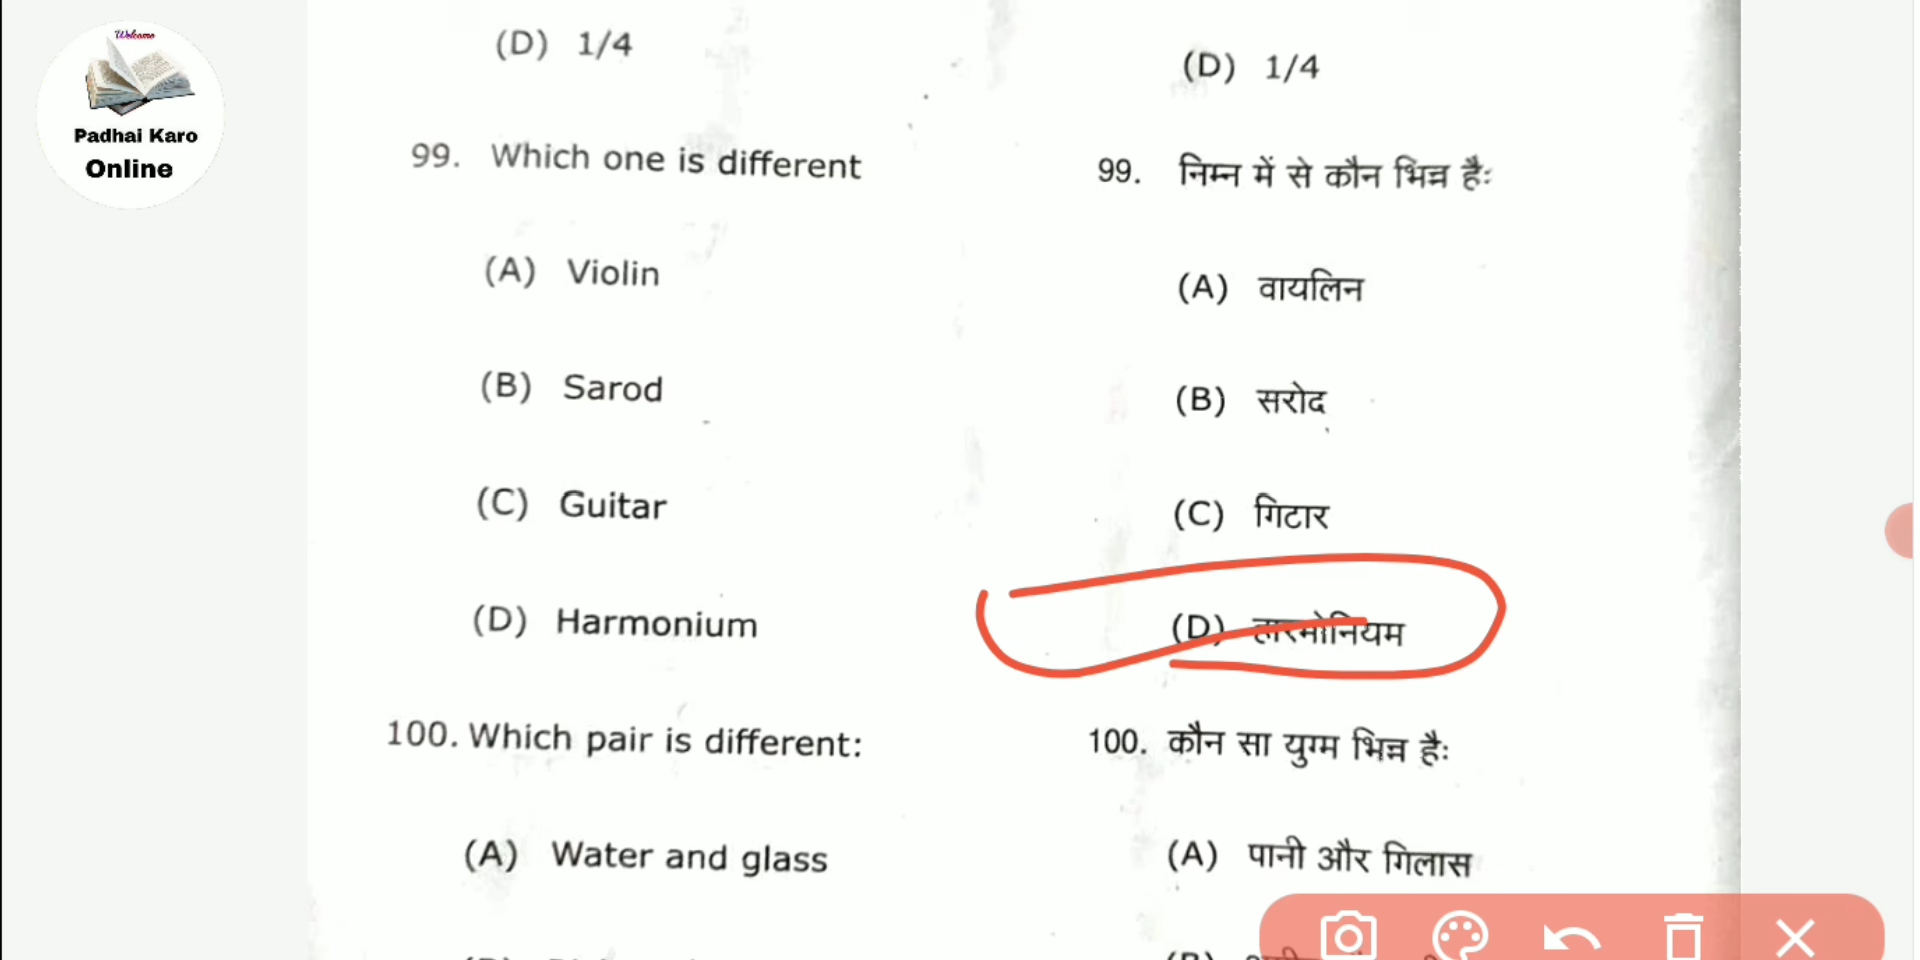 Welcome
Padhai Karo
Online
(D) 1/4
99. Which one is different
(A) Violin
(B) Sarod
(C) Guitar
(D) Harmonium
100. Which pair is different:
(A) Water and glass
(D) 1/4
99. निम्न में से कौन भिन्न हैः
(A) वायलिन
(B) सरोद
(C) गिटार
(D) हारमोनियम
100. कौन सा युग्म भिन्न हैः
(A) पानी और गिलास